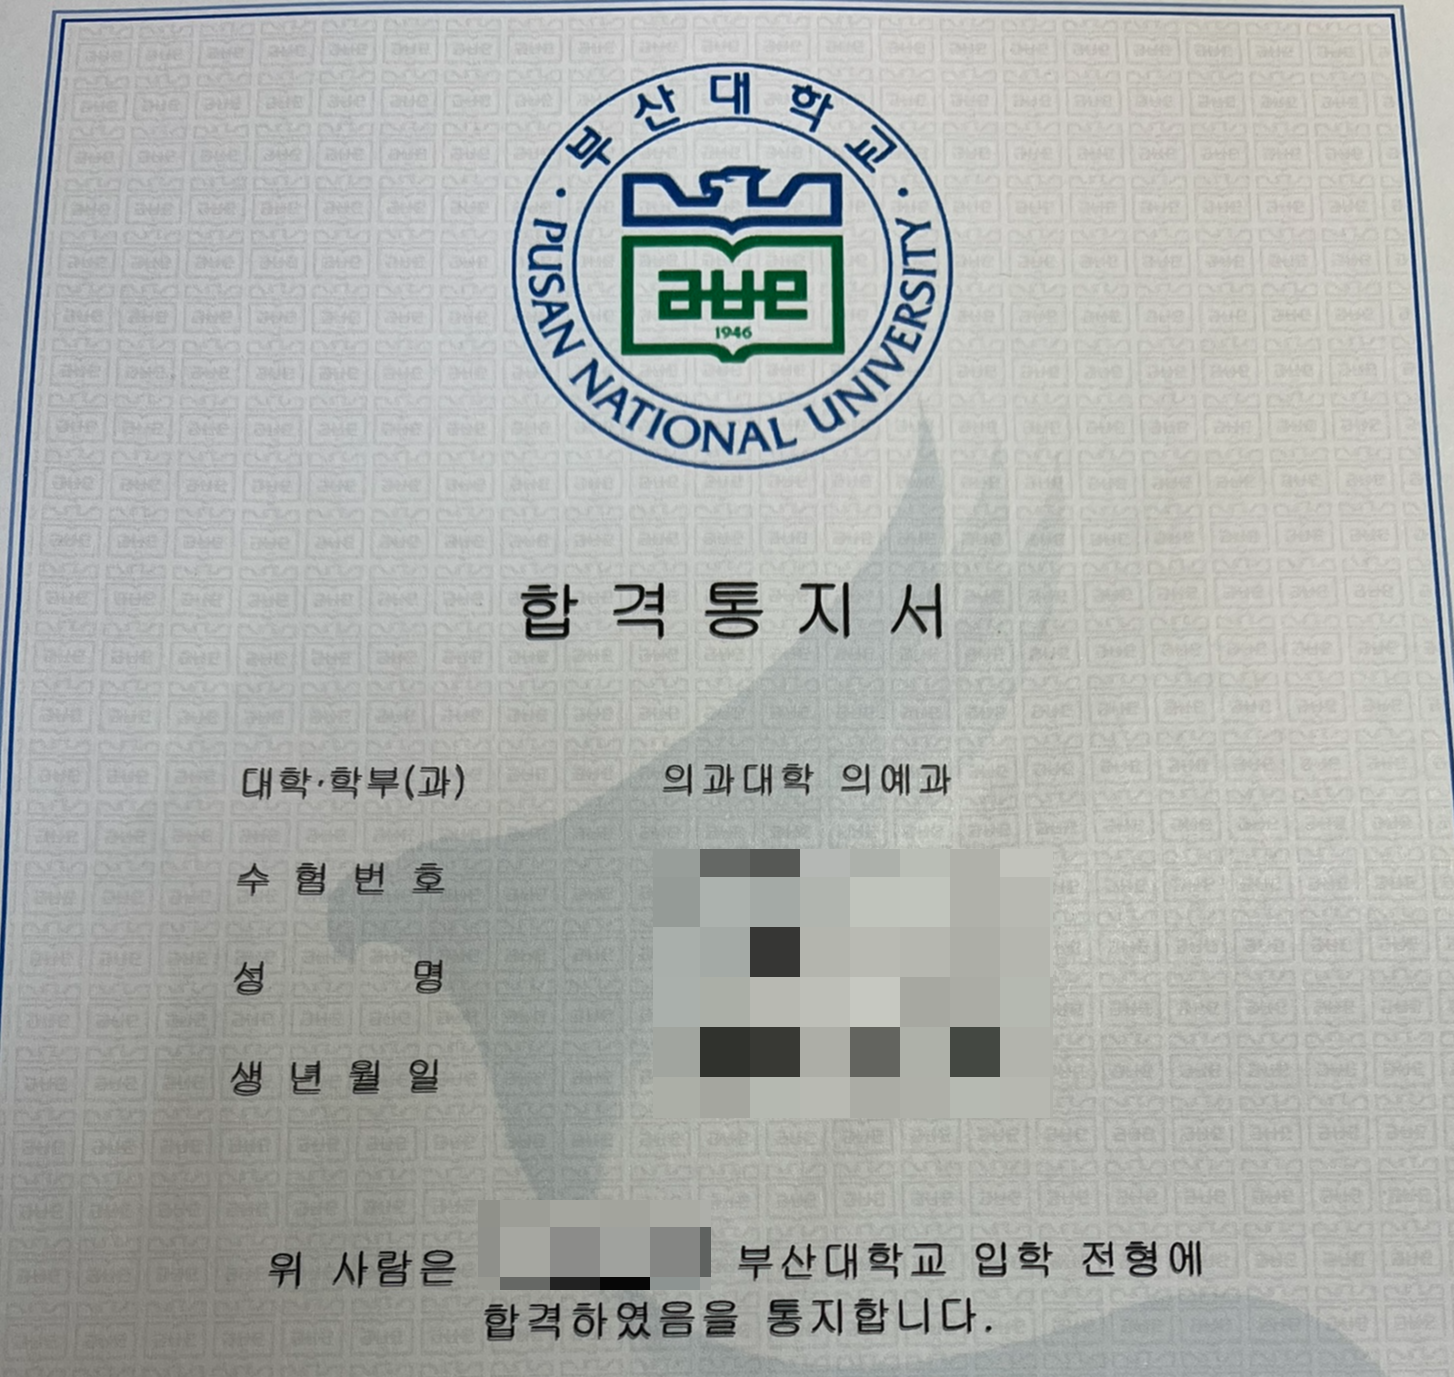 부산대학교
PUSAN NATIONAL UNIVERSITY
1946
합격통지서
대학·학부(과) 의과대학 의예과
수험번호
성명
생년월일
위 사람은 부산대학교 입학 전형에
합격하였음을 통지합니다.